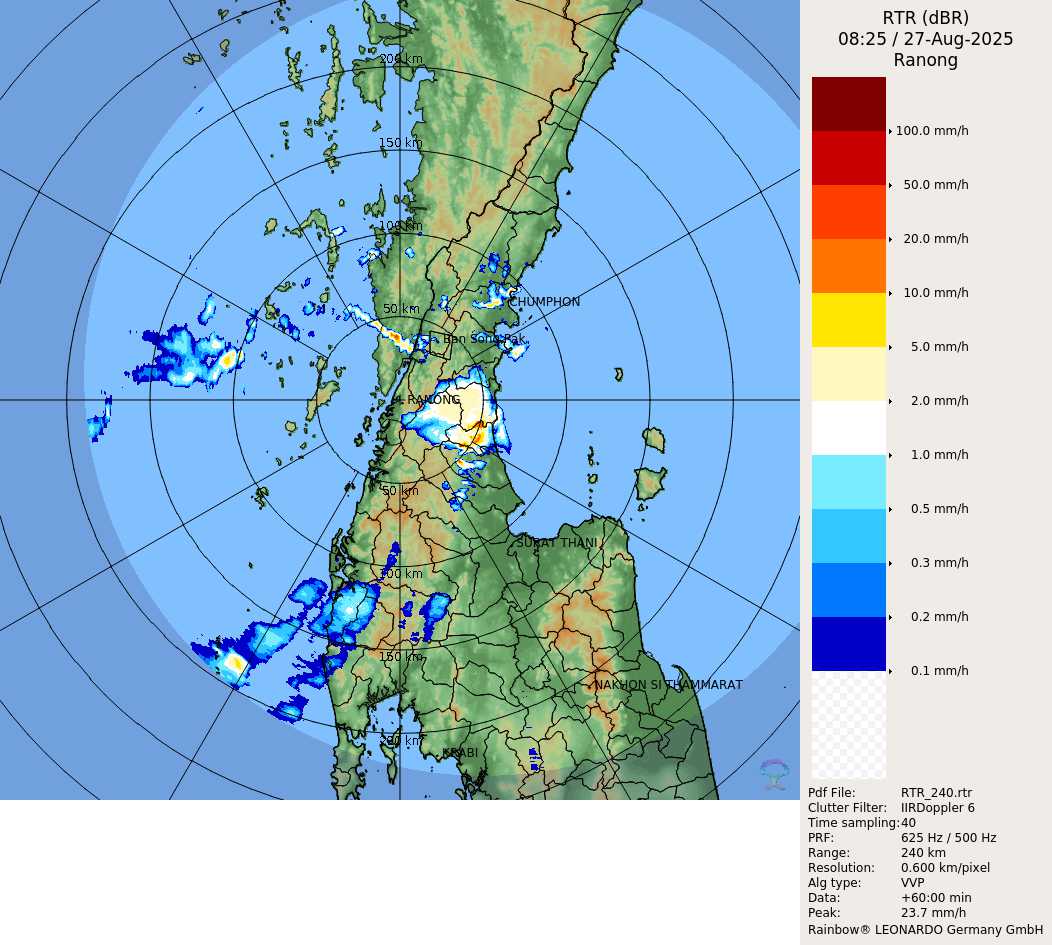 200 km
150 km
100 km
CHUMPHON
50 km
Ban Song Pak
RANONG
50 km
SURAT THANI
100 km
150 km
NAKHON SI THAMMARAT
200 km
KRABI
RTR (dBR)
08:25 / 27-Aug-2025
Ranong
100.0 mm/h
50.0 mm/h
20.0 mm/h
10.0 mm/h
5.0 mm/h
2.0 mm/h
1.0 mm/h
0.5 mm/h
0.3 mm/h
0.2 mm/h
0.1 mm/h
Pdf File: RTR_240.rtr
Clutter Filter: IIRDoppler 6
Time sampling:40
PRF: 625 Hz / 500 Hz
Range: 240 km
Resolution: 0.600 km/pixel
Alg type: VVP
Data: +60:00 min
Peak: 23.7 mm/h
Rainbow® LEONARDO Germany GmbH